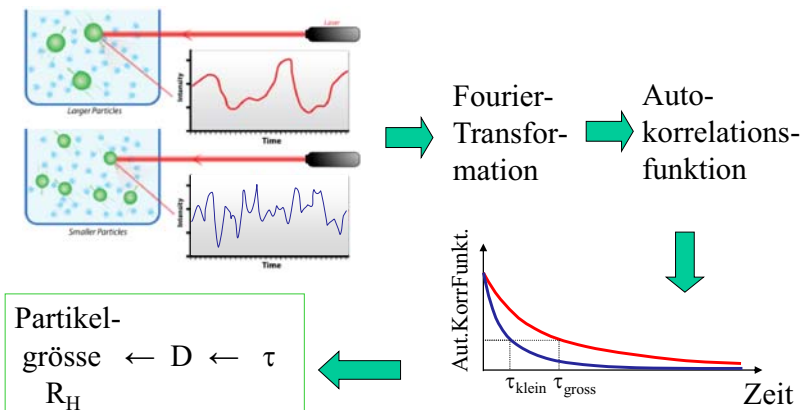 Laser
Intensity
Time
Larger Particles
Intensity
Time
Smaller Particles
Fourier-
Transfor-
mation
Auto-
korrelations-
funktion
Aut.KorrFunkt.
τklein
τgross
Zeit
Partikel-
grösse ← D ← τ
RH